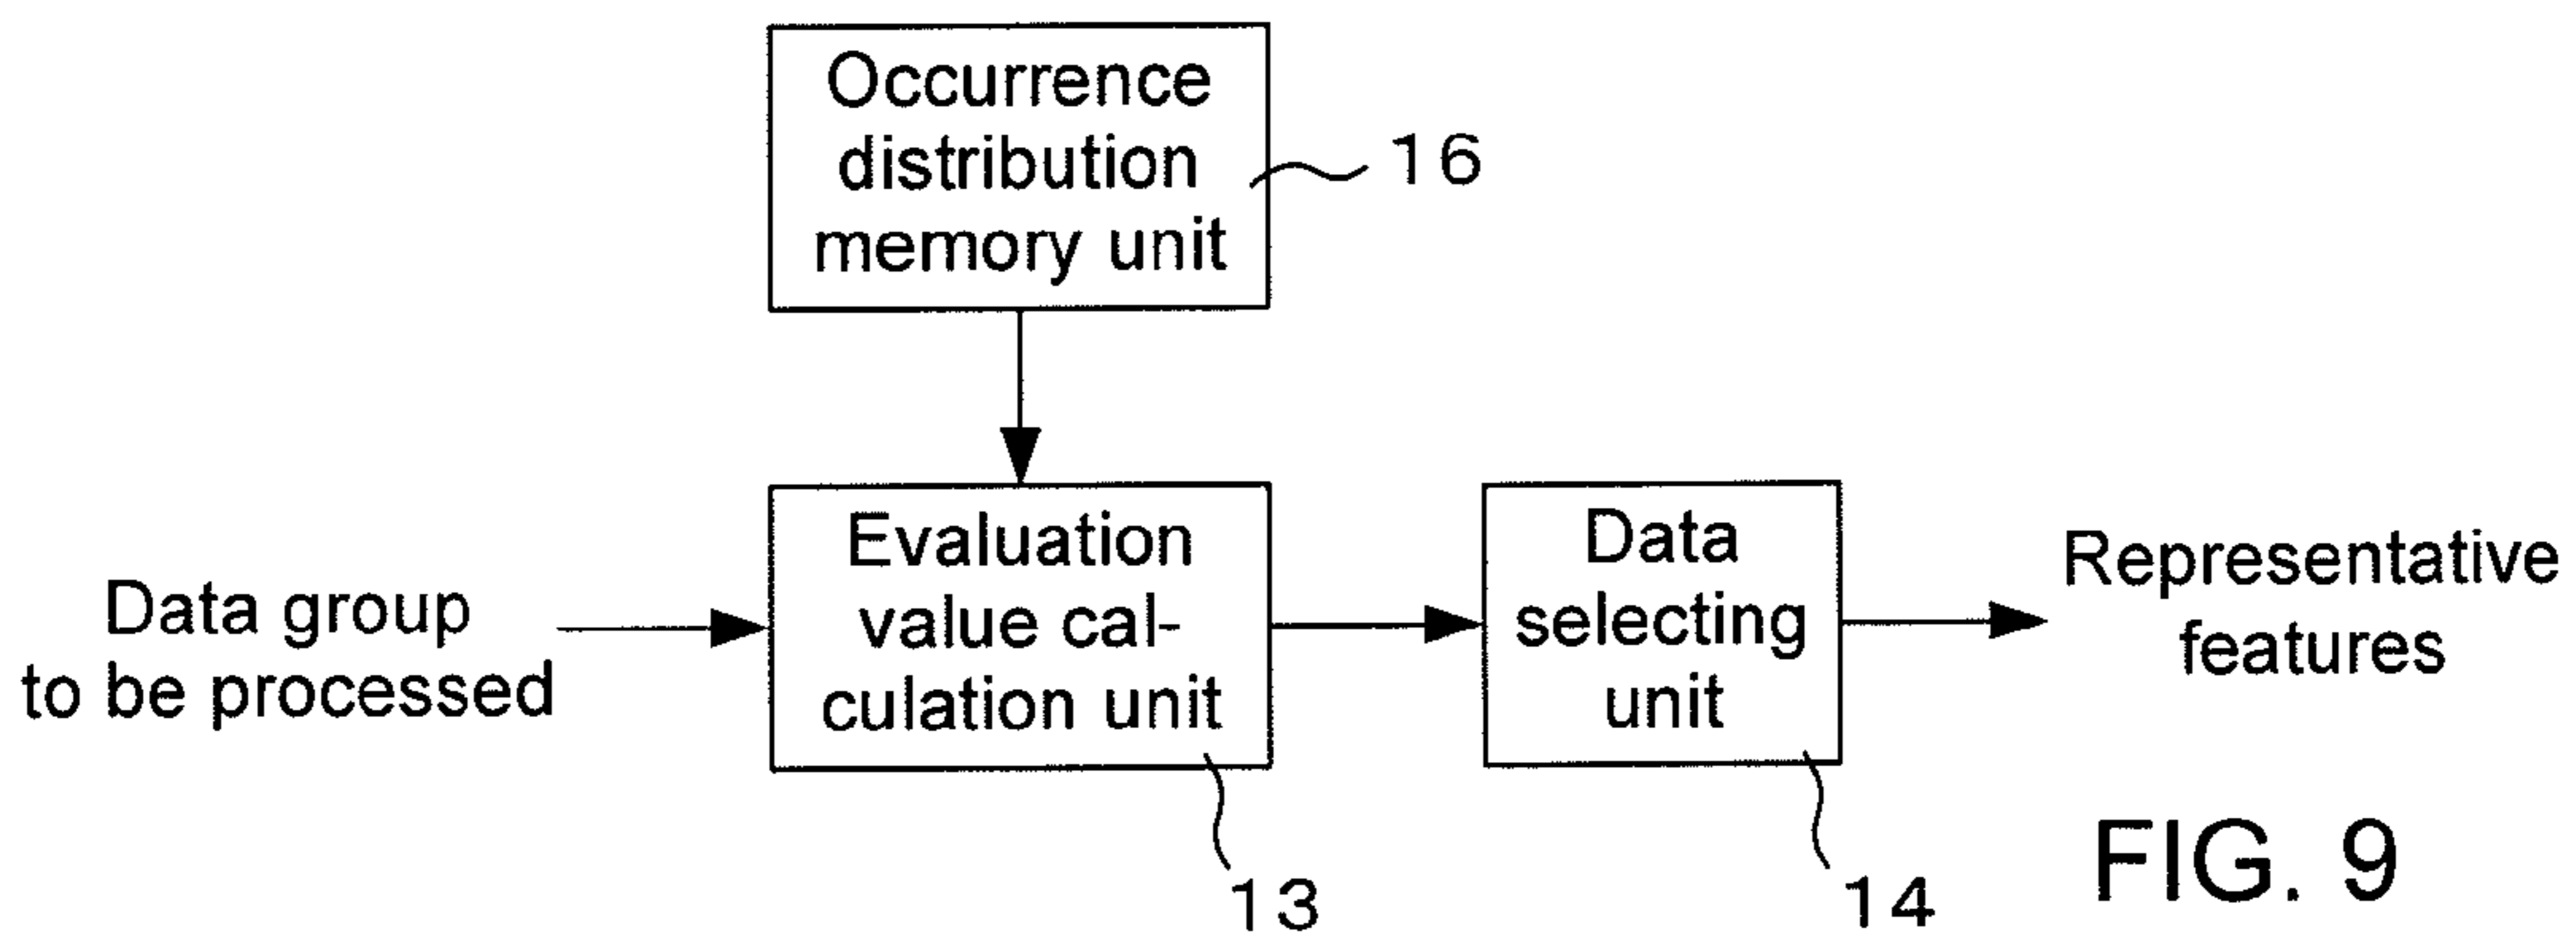 Occurrence
distribution
memory unit
16
Data group
to be processed
Evaluation
value cal-
culation unit
13
Data
selecting
unit
14
Representative
features
FIG. 9